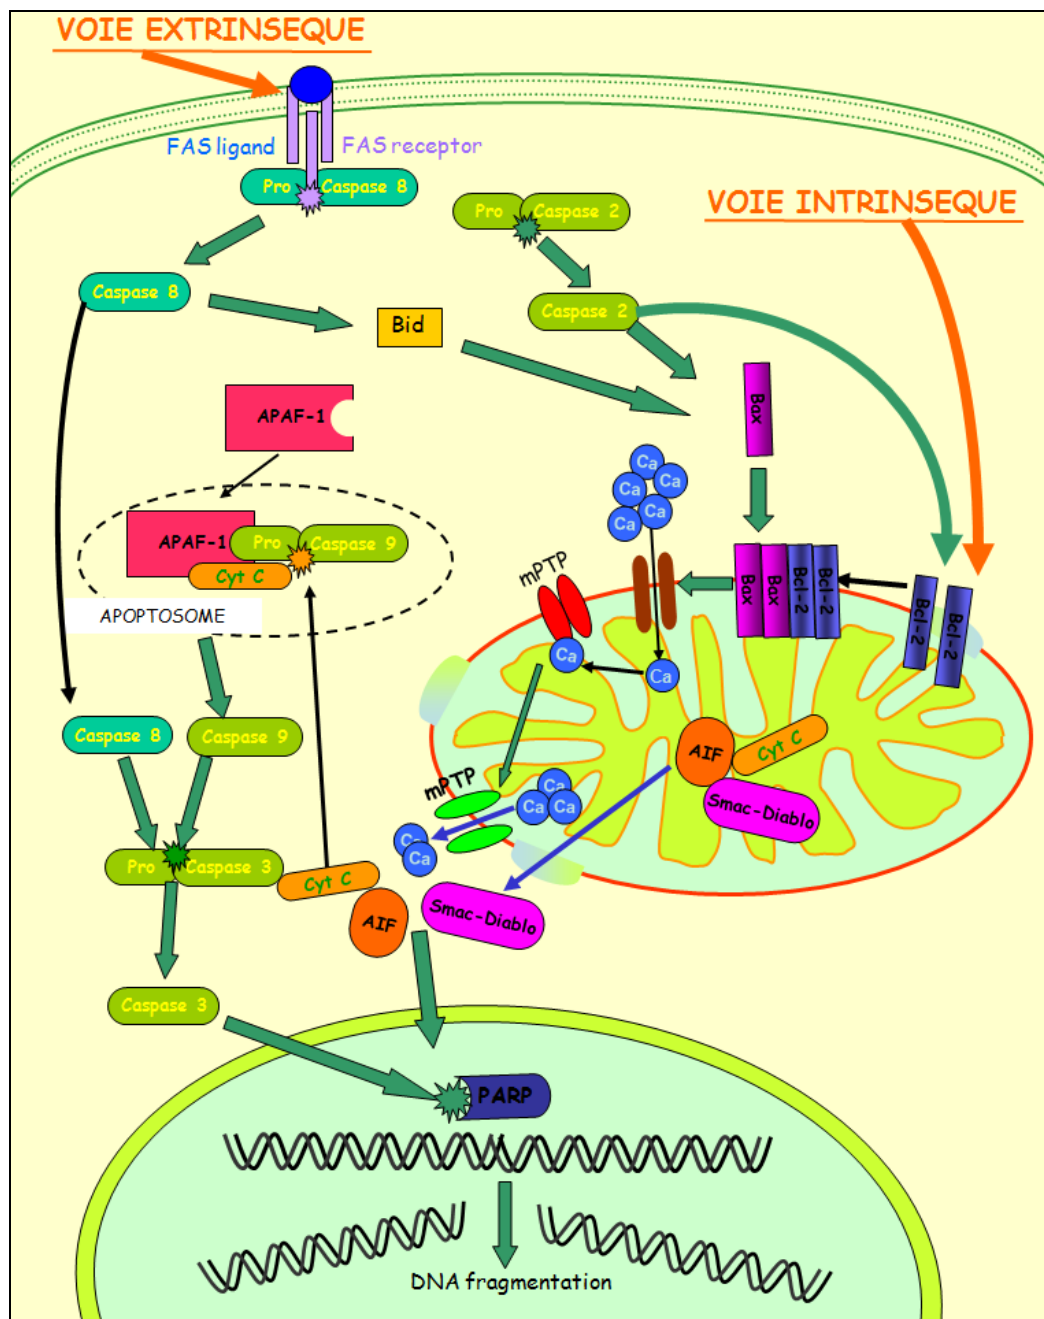 VOIE EXTRINSEQUE
FAS ligand
FAS receptor
Pro Caspase 8
Pro Caspase 2
VOIE INTRINSEQUE
Caspase 8
Caspase 2
Bid
APAF-1
Bax
Ca
Ca
Ca
Ca
Ca
APAF-1
Pro Caspase 9
Cyt C
APOPTOSOME
mPTP
Bax
Bax
Bcl-2
Bcl-2
Bcl-2
Bcl-2
Ca
Ca
Caspase 8
Caspase 9
AIF
Cyt C
Smac-Diablo
mPTP
Ca
Ca
Ca
Ca
Ca
Pro Caspase 3
Cyt C
AIF
Smac-Diablo
Caspase 3
PARP
DNA fragmentation